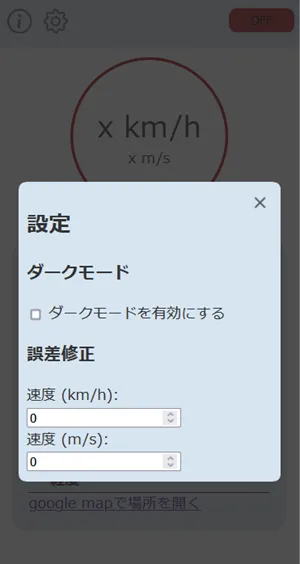 OFF
x km/h
x m/s
設定
ダークモード
ダークモードを有効にする
誤差修正
速度 (km/h):
0
速度 (m/s):
0
google mapで場所を開く